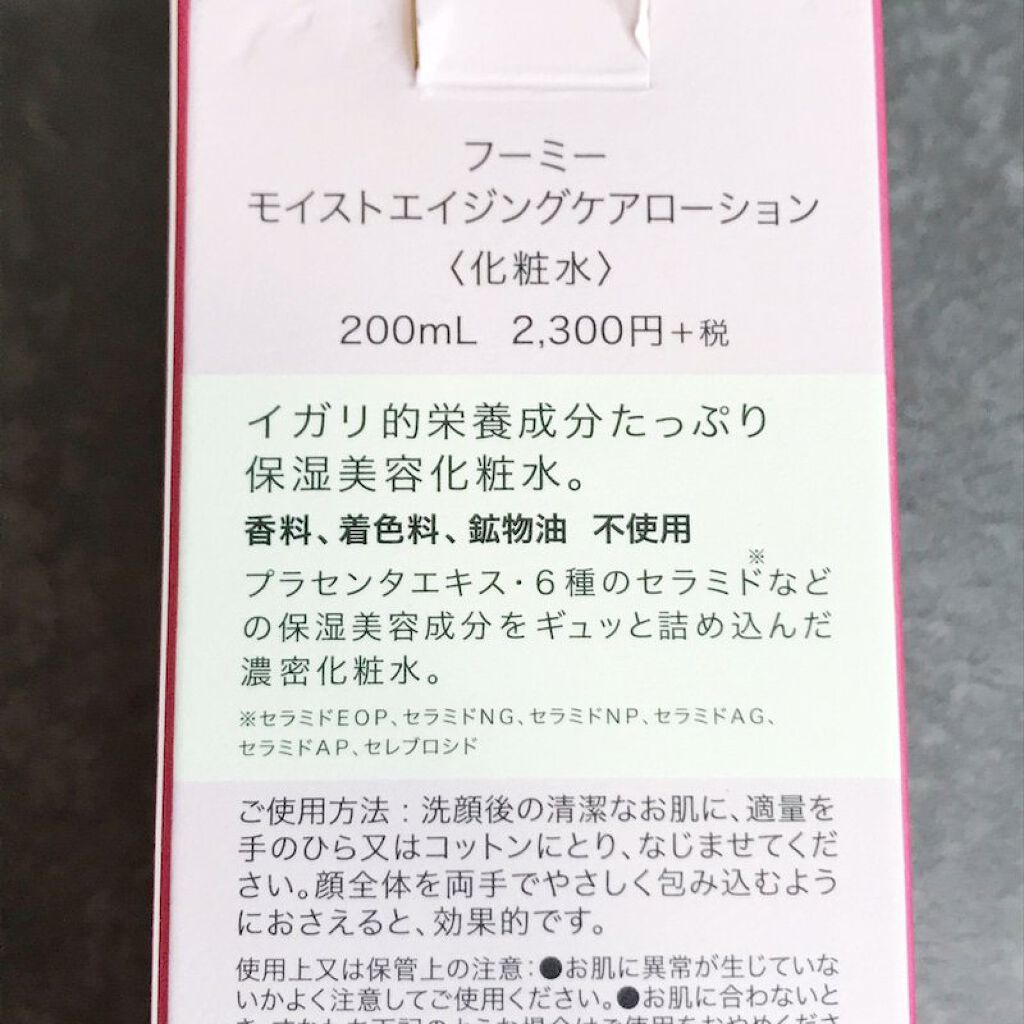 フーミー
モイストエイジングケアローション
〈化粧水〉
200mL 2,300円+税
イガリ的栄養成分たっぷり
保湿美容化粧水。
香料、着色料、鉱物油 不使用
プラセンタエキス・6種のセラミド※など
の保湿美容成分をギュッと詰め込んだ
濃密化粧水。
※セラミドEOP、セラミドNG、セラミドNP、セラミドAG、
セラミドAP、セレブロシド
ご使用方法:洗顔後の清潔なお肌に、適量を
手のひら又はコットンにとり、なじませてくだ
さい。顔全体を両手でやさしく包み込むよう
におさえると、効果的です。
使用上又は保管上の注意:●お肌に異常が生じていな
いかよく注意してご使用ください。●お肌に合わないと